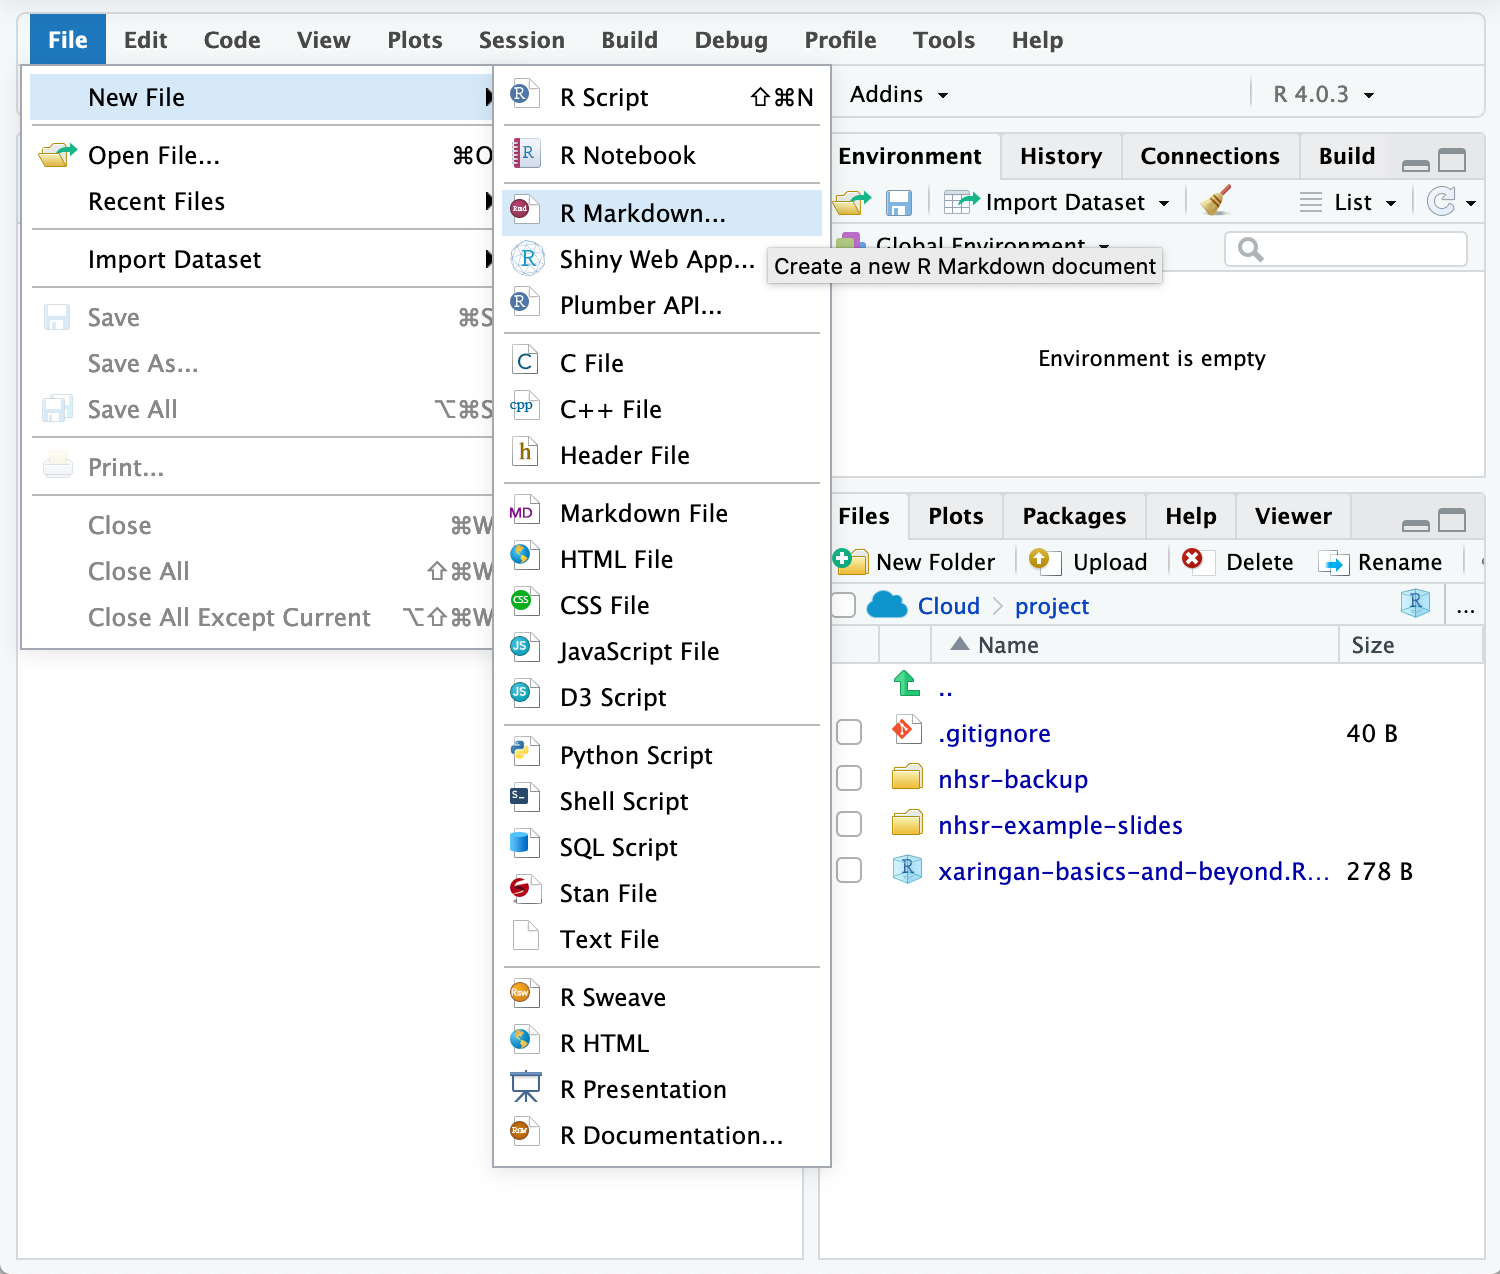 File Edit Code View Plots Session Build Debug Profile Tools Help
New File
Open File... ⌘O
Recent Files
Import Dataset
Save ⌘S
Save As...
Save All ⌥⌘S
Print...
Close ⌘W
Close All ⇧⌘W
Close All Except Current ⌥⇧⌘W
R Script ⇧⌘N
R Notebook
R Markdown...
Shiny Web App...
Plumber API...
C File
C++ File
Header File
Markdown File
HTML File
CSS File
JavaScript File
D3 Script
Python Script
Shell Script
SQL Script
Stan File
Text File
R Sweave
R HTML
R Presentation
R Documentation...
Addins R 4.0.3
Environment History Connections Build
Import Dataset List
Global Environment
Create a new R Markdown document
Environment is empty
Files Plots Packages Help Viewer
New Folder Upload Delete Rename
Cloud project ...
Name Size
..
.gitignore 40 B
nhsr-backup
nhsr-example-slides
xaringan-basics-and-beyond.R... 278 B